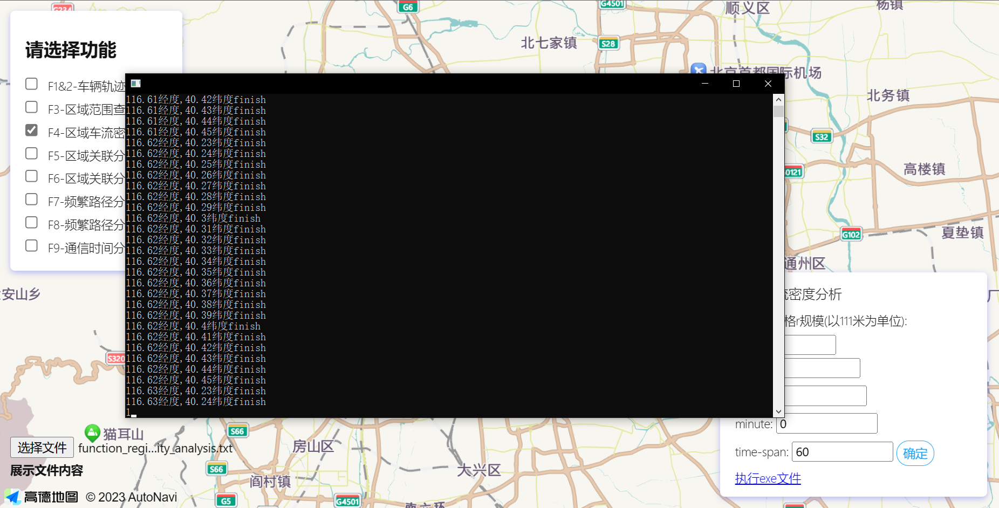 G234
G6
G4501
顺义区
杨镇
请选择功能
北七家镇
S28
F1&2-车辆轨迹
北京首都国际机场
F3-区域范围查
北务镇
F4-区域车流密
S32
F5-区域关联分
F6-区域关联分
高楼镇
0121
F7-频繁路径分
F8-频繁路径分
G102
夏垫镇
F9-通信时间分
通州区
116.61经度,40.42纬度finish
116.61经度,40.43纬度finish
116.61经度,40.44纬度finish
116.61经度,40.45纬度finish
116.62经度,40.23纬度finish
116.62经度,40.24纬度finish
116.62经度,40.25纬度finish
116.62经度,40.26纬度finish
116.62经度,40.27纬度finish
116.62经度,40.28纬度finish
116.62经度,40.29纬度finish
116.62经度,40.3纬度finish
116.62经度,40.31纬度finish
116.62经度,40.32纬度finish
116.62经度,40.33纬度finish
116.62经度,40.34纬度finish
116.62经度,40.35纬度finish
116.62经度,40.36纬度finish
116.62经度,40.37纬度finish
116.62经度,40.38纬度finish
116.62经度,40.39纬度finish
116.62经度,40.4纬度finish
116.62经度,40.41纬度finish
116.62经度,40.42纬度finish
116.62经度,40.43纬度finish
116.62经度,40.44纬度finish
116.62经度,40.45纬度finish
116.63经度,40.23纬度finish
116.63经度,40.24纬度finish
1
安山乡
流密度分析
厂
格r规模(以111米为单位):
S320
minute: 0
time-span: 60 确定
执行exe文件
猫耳山
S66
选择文件 function_regi...ity_analysis.txt
房山区
展示文件内容
S66
大兴区
阎村镇
高德地图 © 2023 AutoNavi
G5
G4501
南六环